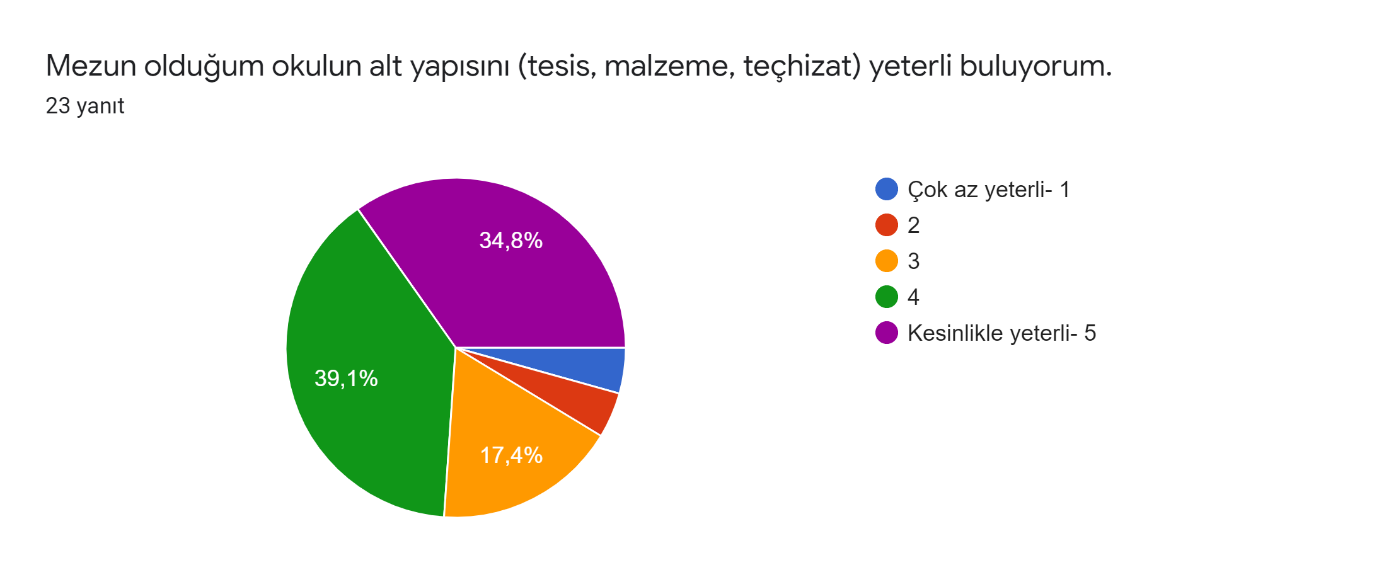 Mezun olduğum okulun alt yapısını (tesis, malzeme, teçhizat) yeterli buluyorum.
23 yanıt
34,8%
39,1%
17,4%
Çok az yeterli- 1
2
3
4
Kesinlikle yeterli- 5